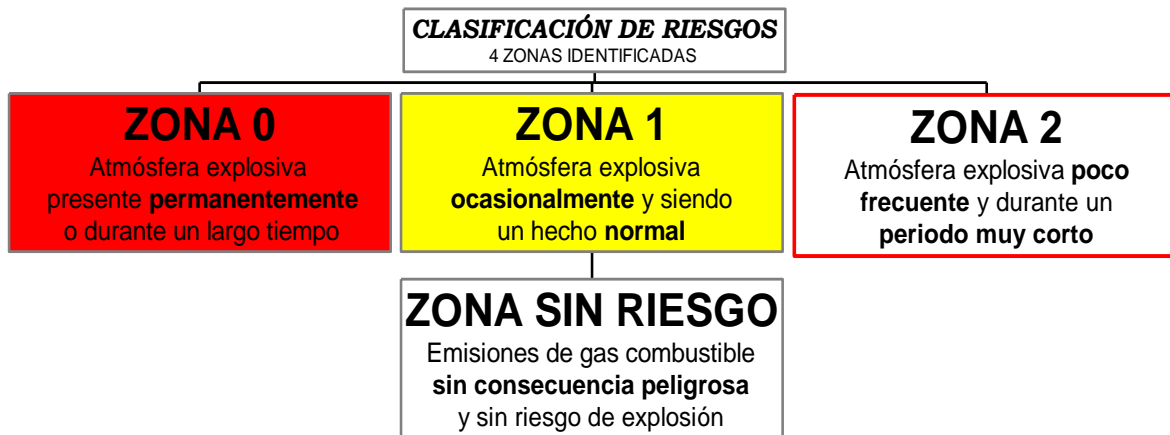 CLASIFICACIÓN DE RIESGOS
4 ZONAS IDENTIFICADAS
ZONA 0
Atmósfera explosiva
presente permanentemente
o durante un largo tiempo
ZONA 1
Atmósfera explosiva
ocasionalmente y siendo
un hecho normal
ZONA 2
Atmósfera explosiva poco
frecuente y durante un
periodo muy corto
ZONA SIN RIESGO
Emisiones de gas combustible
sin consecuencia peligrosa
y sin riesgo de explosión